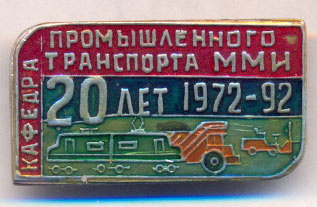 КАФЕДРА
ПРОМЫШЛЕННОГО
ТРАНСПОРТА ММИ
20 ЛЕТ 1972-92